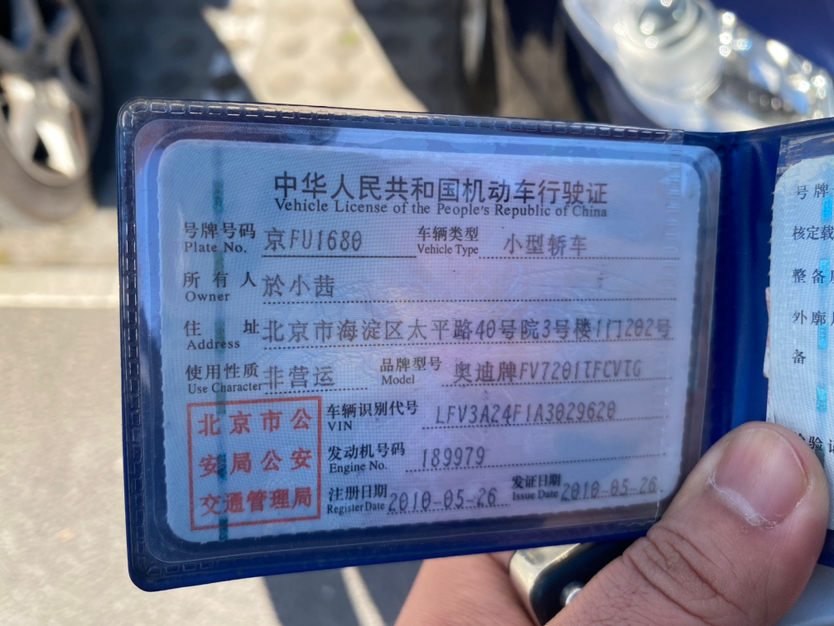 中华人民共和国机动车行驶证
Vehicle License of the People's Republic of China
号牌号码 京FU1680 车辆类型 小型轿车
Plate No. Vehicle Type
所有人 於小茜
Owner
住址 北京市海淀区太平路40号院3号楼1门202号
Address
使用性质 非营运 品牌型号 奥迪牌FV7201TFCVTG
Use Character Model
北京市公安局公安交通管理局
车辆识别代号 LFV3A24F1A3029620
VIN
发动机号码 189979
Engine No.
注册日期 2010-05-26 发证日期 2010-05-26
Register Date Issue Date
号牌
核定载
整备
外廓
备